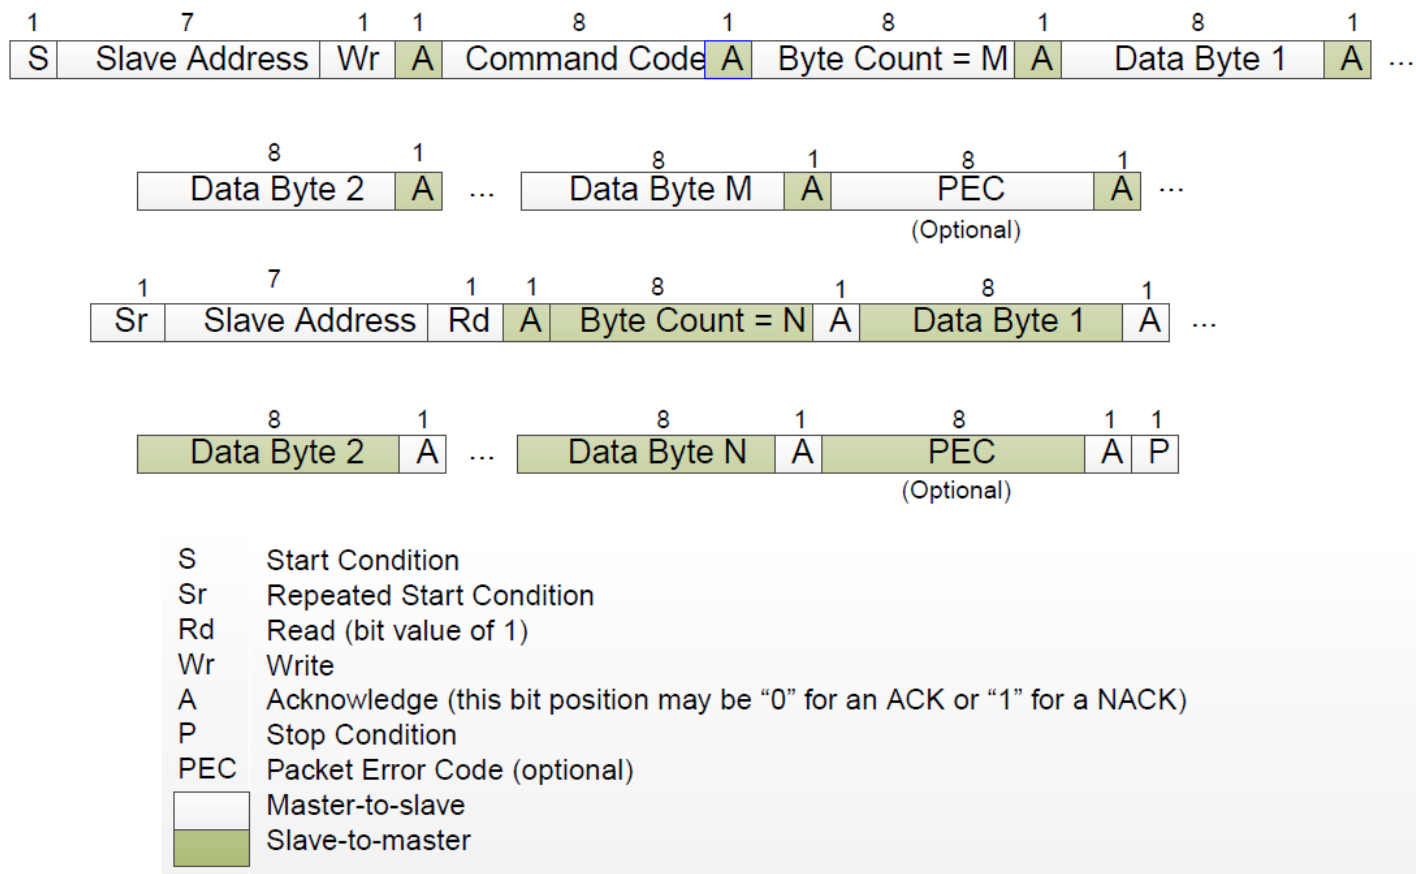 1 7 1 1 8 1 8 1 8 1
S Slave Address Wr A Command Code A Byte Count = M A Data Byte 1 A ...
8 1 8 1 8 1
Data Byte 2 A ... Data Byte M A PEC A ...
(Optional)
1 7 1 1 8 1 8 1
Sr Slave Address Rd A Byte Count = N A Data Byte 1 A ...
8 1 8 1 8 1 1
Data Byte 2 A ... Data Byte N A PEC A P
(Optional)
S Start Condition
Sr Repeated Start Condition
Rd Read (bit value of 1)
Wr Write
A Acknowledge (this bit position may be “0” for an ACK or “1” for a NACK)
P Stop Condition
PEC Packet Error Code (optional)
Master-to-slave
Slave-to-master